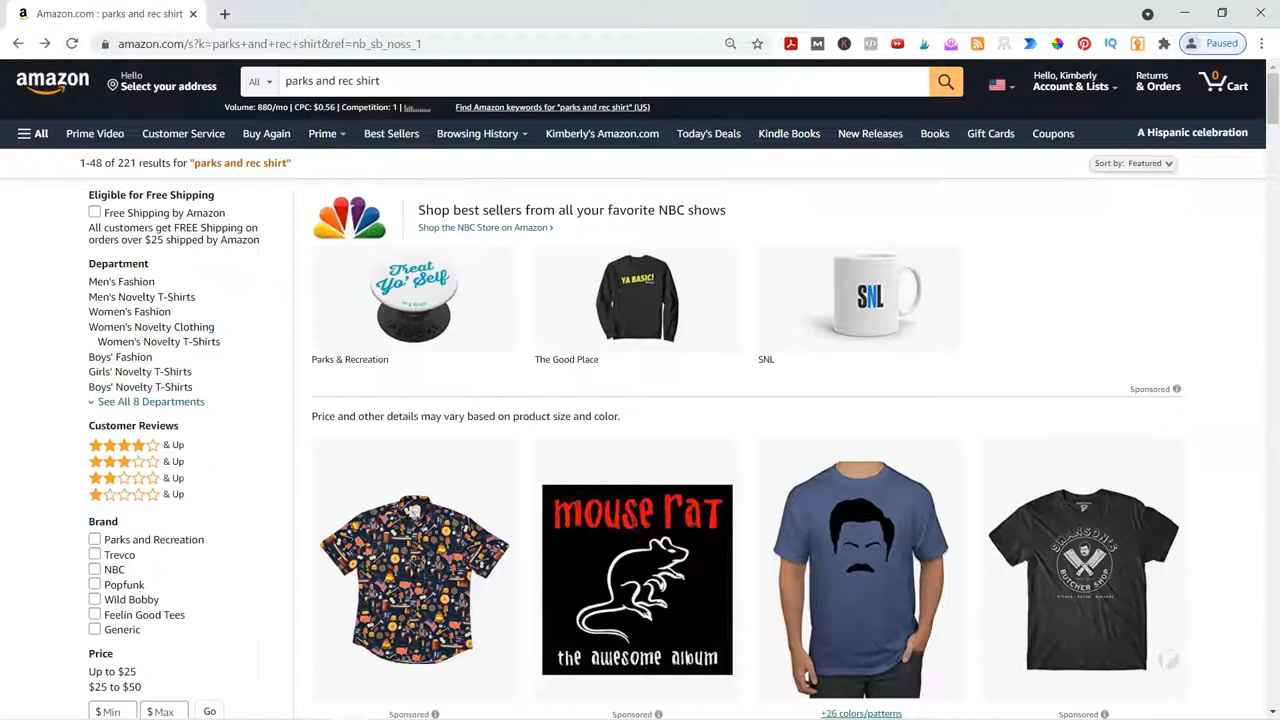 Amazon.com : parks and rec shirt
amazon.com/s?k=parks+and+rec+shirt&ref=nb_sb_noss_1
Paused
amazon
Hello
Select your address
All
parks and rec shirt
Hello, Kimberly
Account & Lists
Returns
& Orders
0
Cart
Volume: 880/mo | CPC: $0.56 | Competition: 1 |
Find Amazon keywords for "parks and rec shirt" (US)
All
Prime Video
Customer Service
Buy Again
Prime
Best Sellers
Browsing History
Kimberly's Amazon.com
Today's Deals
Kindle Books
New Releases
Books
Gift Cards
Coupons
A Hispanic celebration
1-48 of 221 results for "parks and rec shirt"
Sort by: Featured
Eligible for Free Shipping
Free Shipping by Amazon
All customers get FREE Shipping on
orders over $25 shipped by Amazon
Department
Men's Fashion
Men's Novelty T-Shirts
Women's Fashion
Women's Novelty Clothing
Women's Novelty T-Shirts
Boys' Fashion
Girls' Novelty T-Shirts
Boys' Novelty T-Shirts
See All 8 Departments
Customer Reviews
& Up
& Up
& Up
& Up
Brand
Parks and Recreation
Trevco
NBC
Popfunk
Wild Bobby
Feelin Good Tees
Generic
Price
Up to $25
$25 to $50
$ Min
$ Max
Go
Shop best sellers from all your favorite NBC shows
Shop the NBC Store on Amazon ›
Treat
Yo' Self
YA BASIC!
SNL
Parks & Recreation
The Good Place
SNL
Sponsored
Price and other details may vary based on product size and color.
mouse rat
the awesome album
SWANSON'S
BUTCHER SHOP
Sponsored
Sponsored
+26 colors/patterns
Sponsored